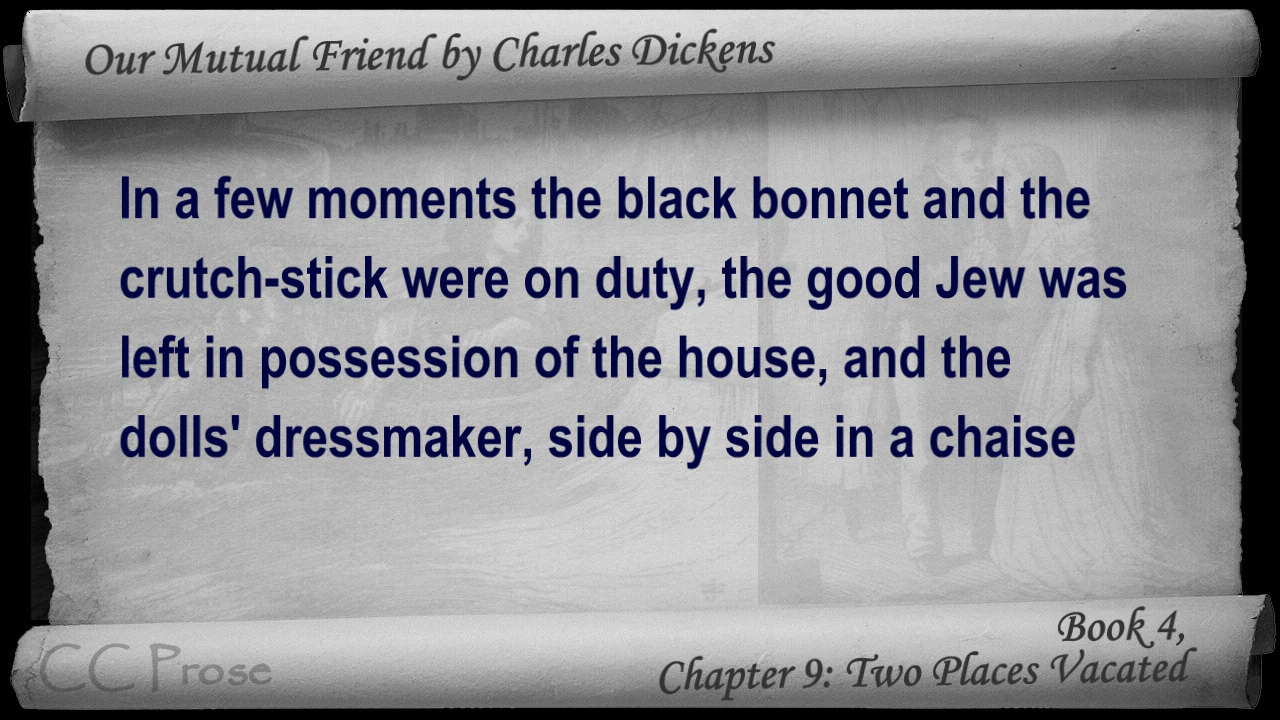 Our Mutual Friend by Charles Dickens
In a few moments the black bonnet and the
crutch-stick were on duty, the good Jew was
left in possession of the house, and the
dolls' dressmaker, side by side in a chaise
Book 4,
Chapter 9: Two Places Vacated
CC Prose